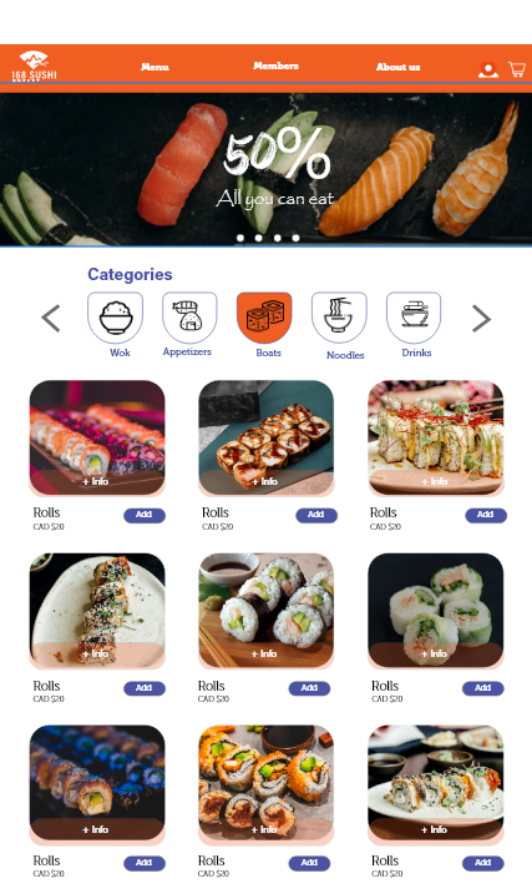 168 SUSHI
Menu
Members
About us
50%
All you can eat
Categories
Wok
Appetizers
Boats
Noodles
Drinks
+ Info
+ Info
+ Info
Rolls
CAD $20
Add
Rolls
CAD $20
Add
Rolls
CAD $20
Add
+ Info
+ Info
+ Info
Rolls
CAD $20
Add
Rolls
CAD $20
Add
Rolls
CAD $20
Add
+ Info
+ Info
+ Info
Rolls
CAD $20
Add
Rolls
CAD $20
Add
Rolls
CAD $20
Add